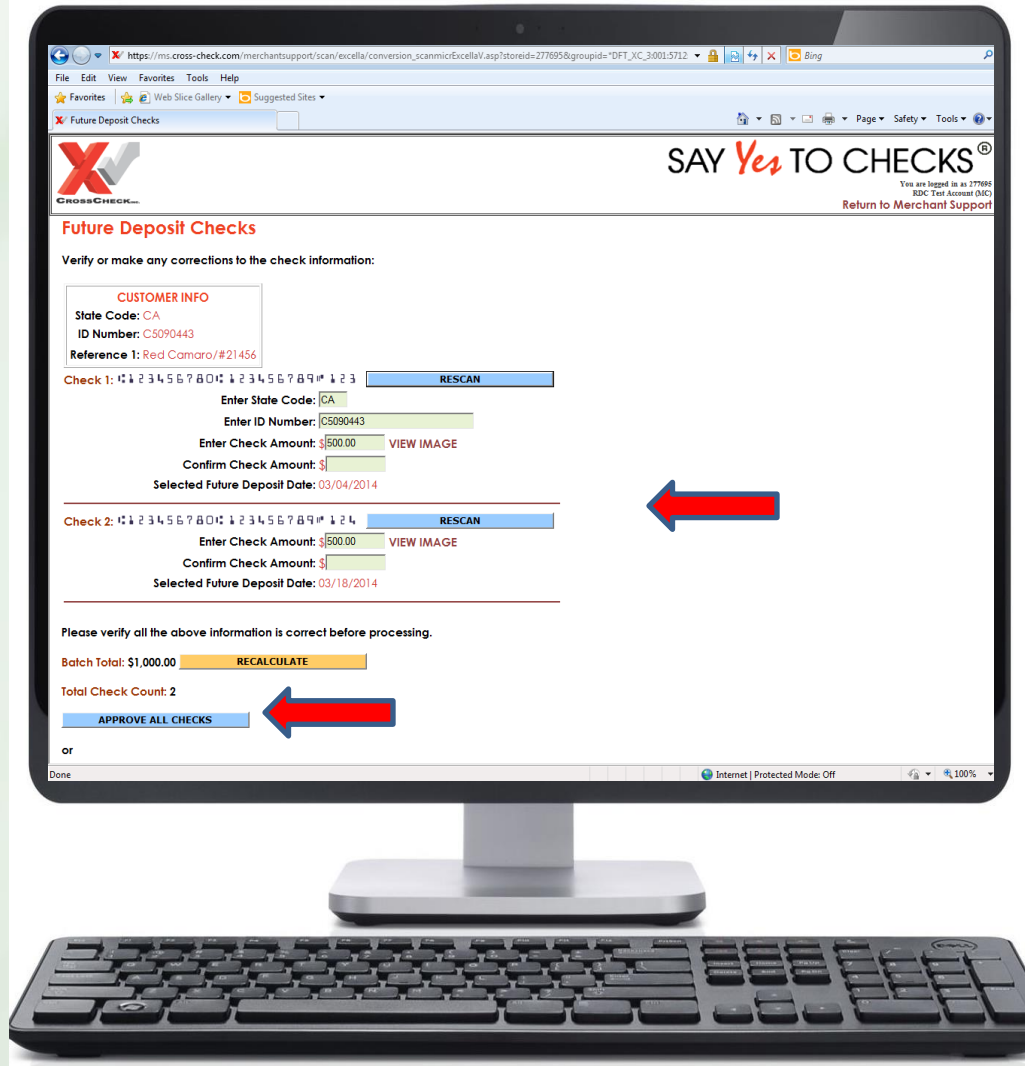 https://ms.cross-check.com/merchantsupport/scan/excella/conversion_scanmicrExcellaV.asp?storeid=277695&groupid=*DFT_XC_3:001:5712 Bing
File Edit View Favorites Tools Help
Favorites Web Slice Gallery Suggested Sites
Future Deposit Checks Page Safety Tools
SAY Yes TO CHECKS®
You are logged in as 277695
RDC Test Account (MC)
CROSSCHECK INC.
Return to Merchant Support
Future Deposit Checks
Verify or make any corrections to the check information:
CUSTOMER INFO
State Code: CA
ID Number: C5090443
Reference 1: Red Camaro/#21456
Check 1: ⑆123456780⑆123456789⑈123 RESCAN
Enter State Code: CA
Enter ID Number: C5090443
Enter Check Amount: $500.00 VIEW IMAGE
Confirm Check Amount: $
Selected Future Deposit Date: 03/04/2014
Check 2: ⑆123456780⑆123456789⑈124 RESCAN
Enter Check Amount: $500.00 VIEW IMAGE
Confirm Check Amount: $
Selected Future Deposit Date: 03/18/2014
Please verify all the above information is correct before processing.
Batch Total: $1,000.00 RECALCULATE
Total Check Count: 2
APPROVE ALL CHECKS
or
Done Internet | Protected Mode: Off 100%
DELL